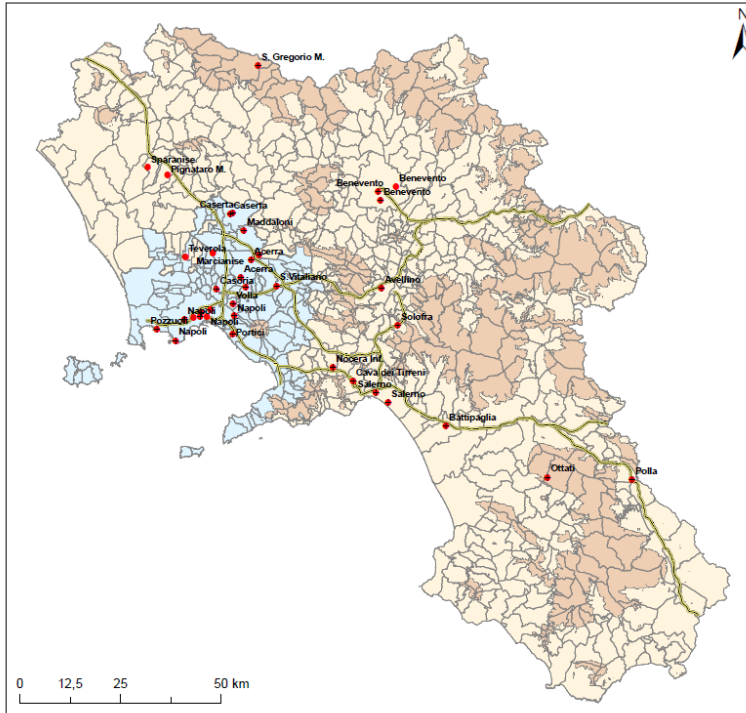 N
S. Gregorio M.
Sparanise
Pignataro M.
Benevento
Benevento
Benevento
Caserta
Caserta
Maddaloni
Teverola
Marcianise
Acerra
Acerra
S.Vitaliano
Avellino
Casoria
Volla
Napoli
Napoli
Pozzuoli
Napoli
Napoli
Portici
Solofra
Nocera Inf.
Cava dei Tirreni
Salerno
Salerno
Battipaglia
Ottati
Polla
0 12,5 25 50 km